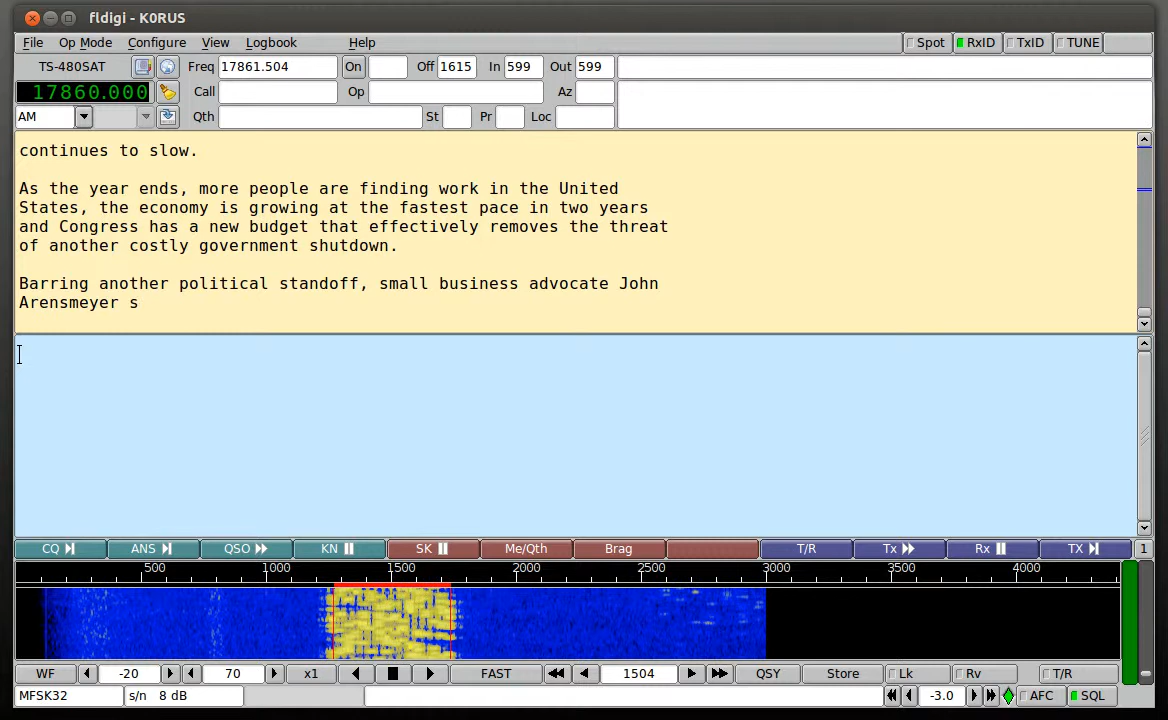 fldigi - K0RUS
File Op Mode Configure View Logbook Help Spot RxID TxID TUNE
TS-480SAT Freq 17861.504 On Off 1615 In 599 Out 599
17860.000 Call Op Az
AM Qth St Pr Loc
continues to slow.
As the year ends, more people are finding work in the United
States, the economy is growing at the fastest pace in two years
and Congress has a new budget that effectively removes the threat
of another costly government shutdown.
Barring another political standoff, small business advocate John
Arensmeyer s
CQ ANS QSO KN SK Me/Qth Brag T/R Tx Rx TX 1
500 1000 1500 2000 2500 3000 3500 4000
WF -20 70 x1 FAST 1504 QSY Store Lk Rv T/R
MFSK32 s/n 8 dB -3.0 AFC SQL